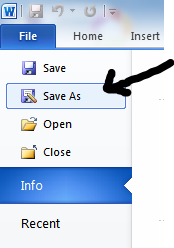 File Home Insert
Save
Save As
Open
Close
Info
Recent